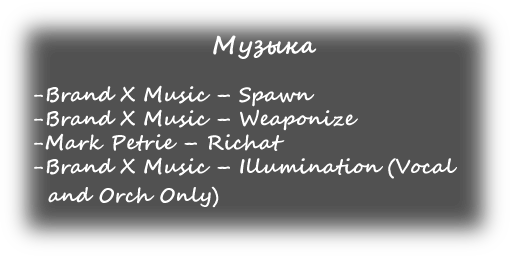 Музыка
-Brand X Music – Spawn
-Brand X Music – Weaponize
-Mark Petrie – Richat
-Brand X Music – Illumination (Vocal
and Orch Only)